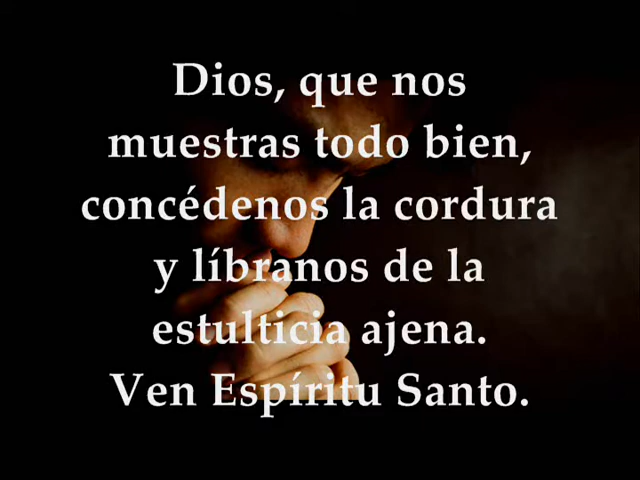 Dios, que nos
muestras todo bien,
concédenos la cordura
y líbranos de la
estulticia ajena.
Ven Espíritu Santo.